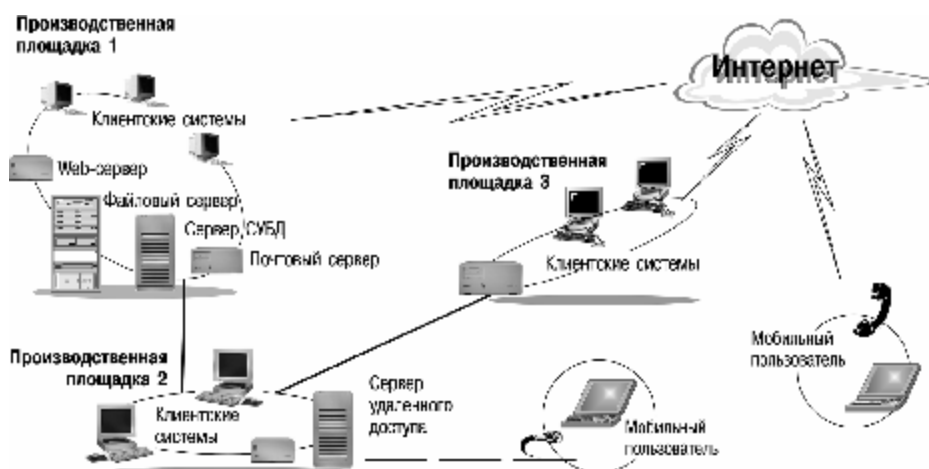 Производственная
площадка 1
Интернет
Клиентские системы
Web-сервер
Производственная
площадка 3
Файловый сервер
Сервер СУБД
Почтовый сервер
Клиентские системы
Производственная
площадка 2
Клиентские
системы
Сервер
удаленного
доступа
Мобильный
пользователь
Мобильный
пользователь